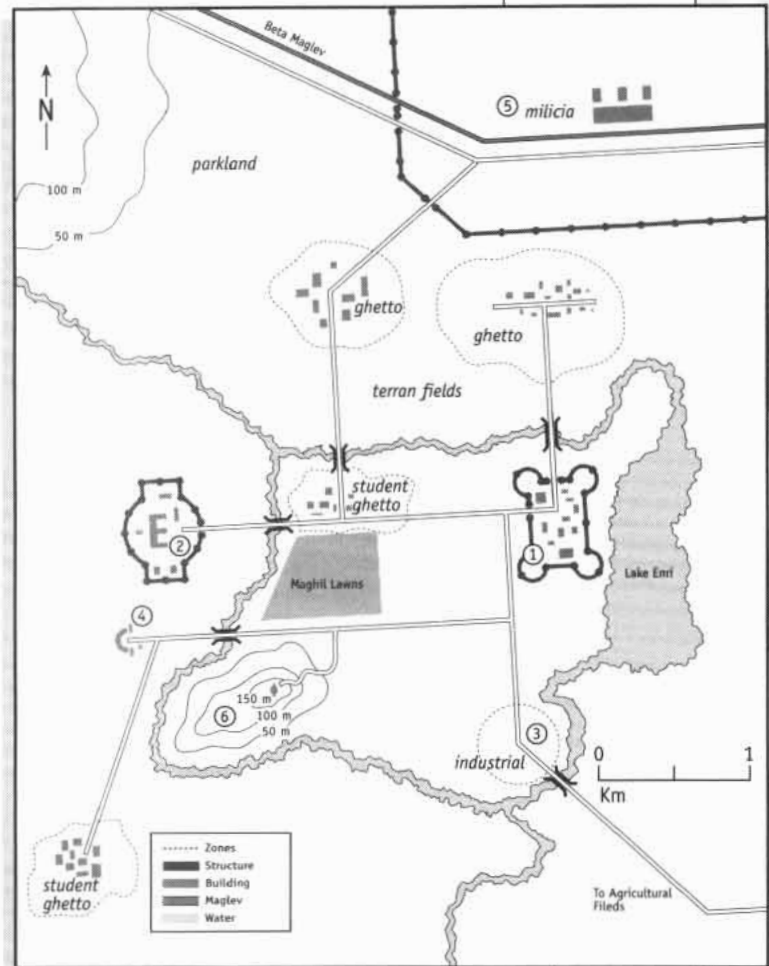 Beta Maglev
N
5 milicia
parkland
100 m
50 m
ghetto
ghetto
terran fields
student
ghetto
E
2
1
Maghil Lawns
Lake Enri
4
150 m
100 m
50 m
6
3
industrial
0 1
Km
student
ghetto
Zones
Structure
Building
Maglev
Water
To Agricultural
Fileds